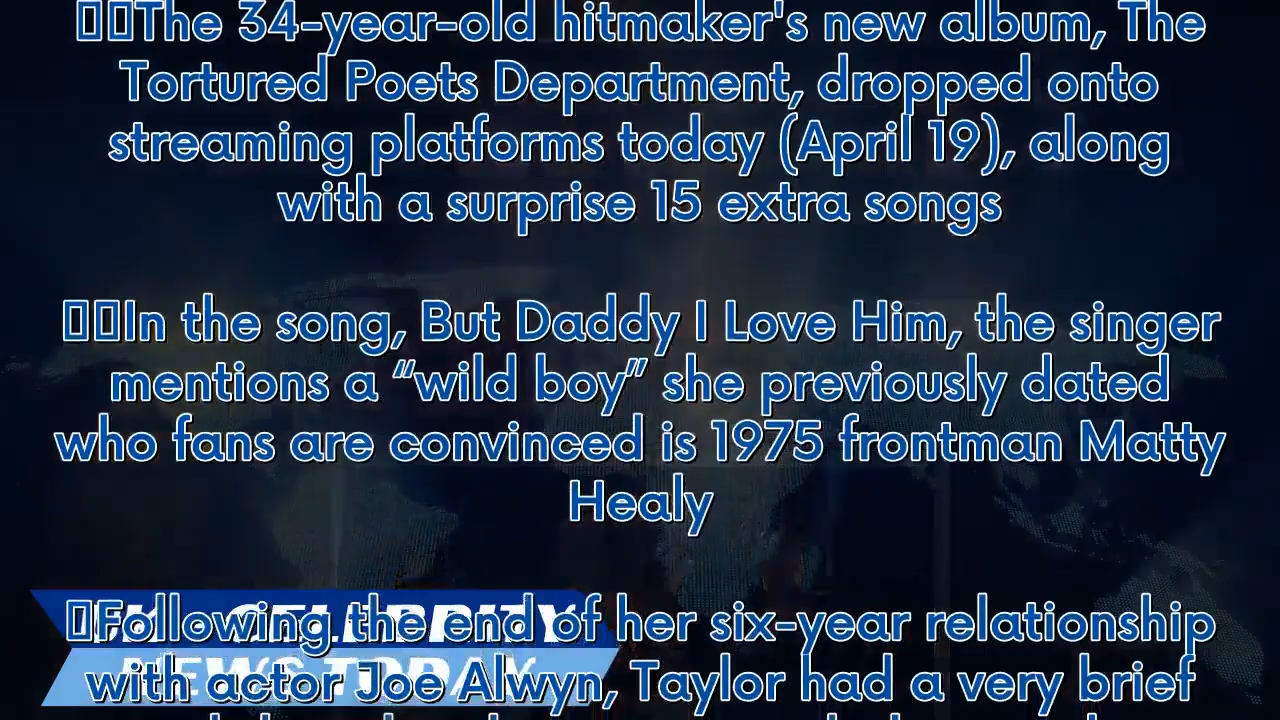 The 34-year-old hitmaker's new album, The
Tortured Poets Department, dropped onto
streaming platforms today (April 19), along
with a surprise 15 extra songs
In the song, But Daddy I Love Him, the singer
mentions a “wild boy” she previously dated
who fans are convinced is 1975 frontman Matty
Healy
Following the end of her six-year relationship
CELEBRITY
with actor Joe Alwyn, Taylor had a very brief
NEWS TODAY